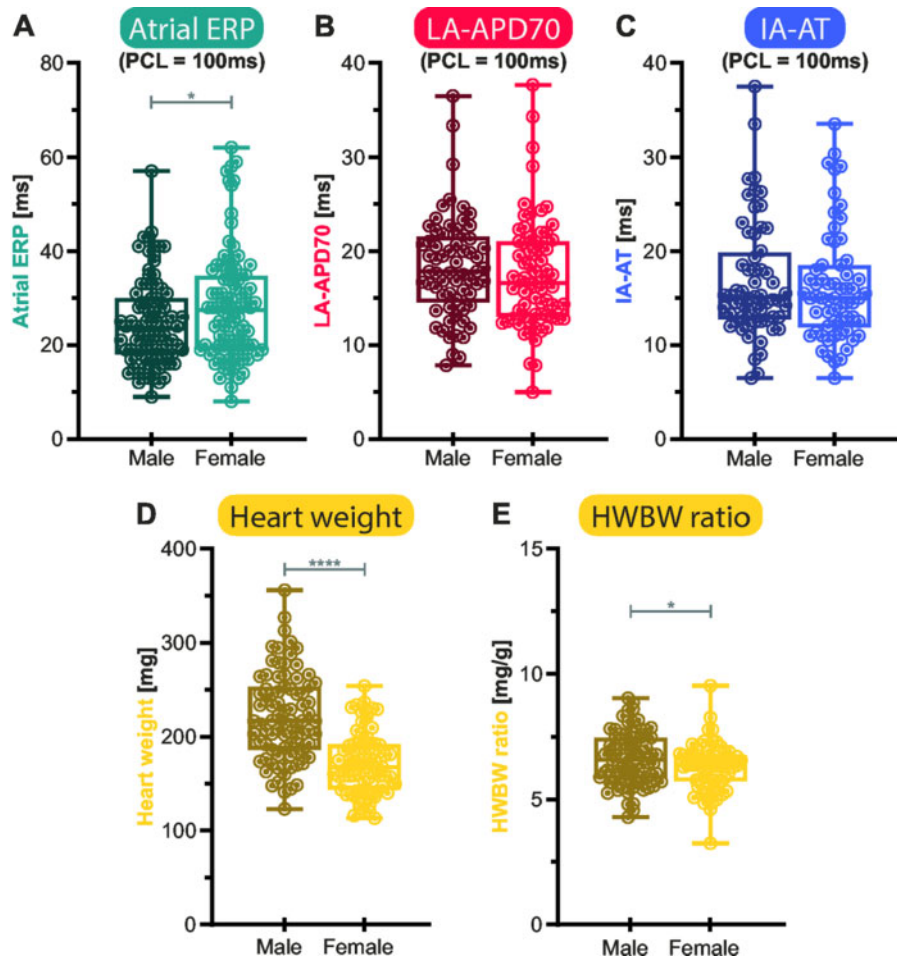 A Atrial ERP
(PCL = 100ms)
*
Atrial ERP [ms]
80
60
40
20
0
Male Female
B LA-APD70
(PCL = 100ms)
LA-APD70 [ms]
40
30
20
10
0
Male Female
C IA-AT
(PCL = 100ms)
IA-AT [ms]
40
30
20
10
0
Male Female
D Heart weight
****
Heart weight [mg]
400
300
200
100
0
Male Female
E HWBW ratio
*
HWBW ratio [mg/g]
15
10
5
0
Male Female